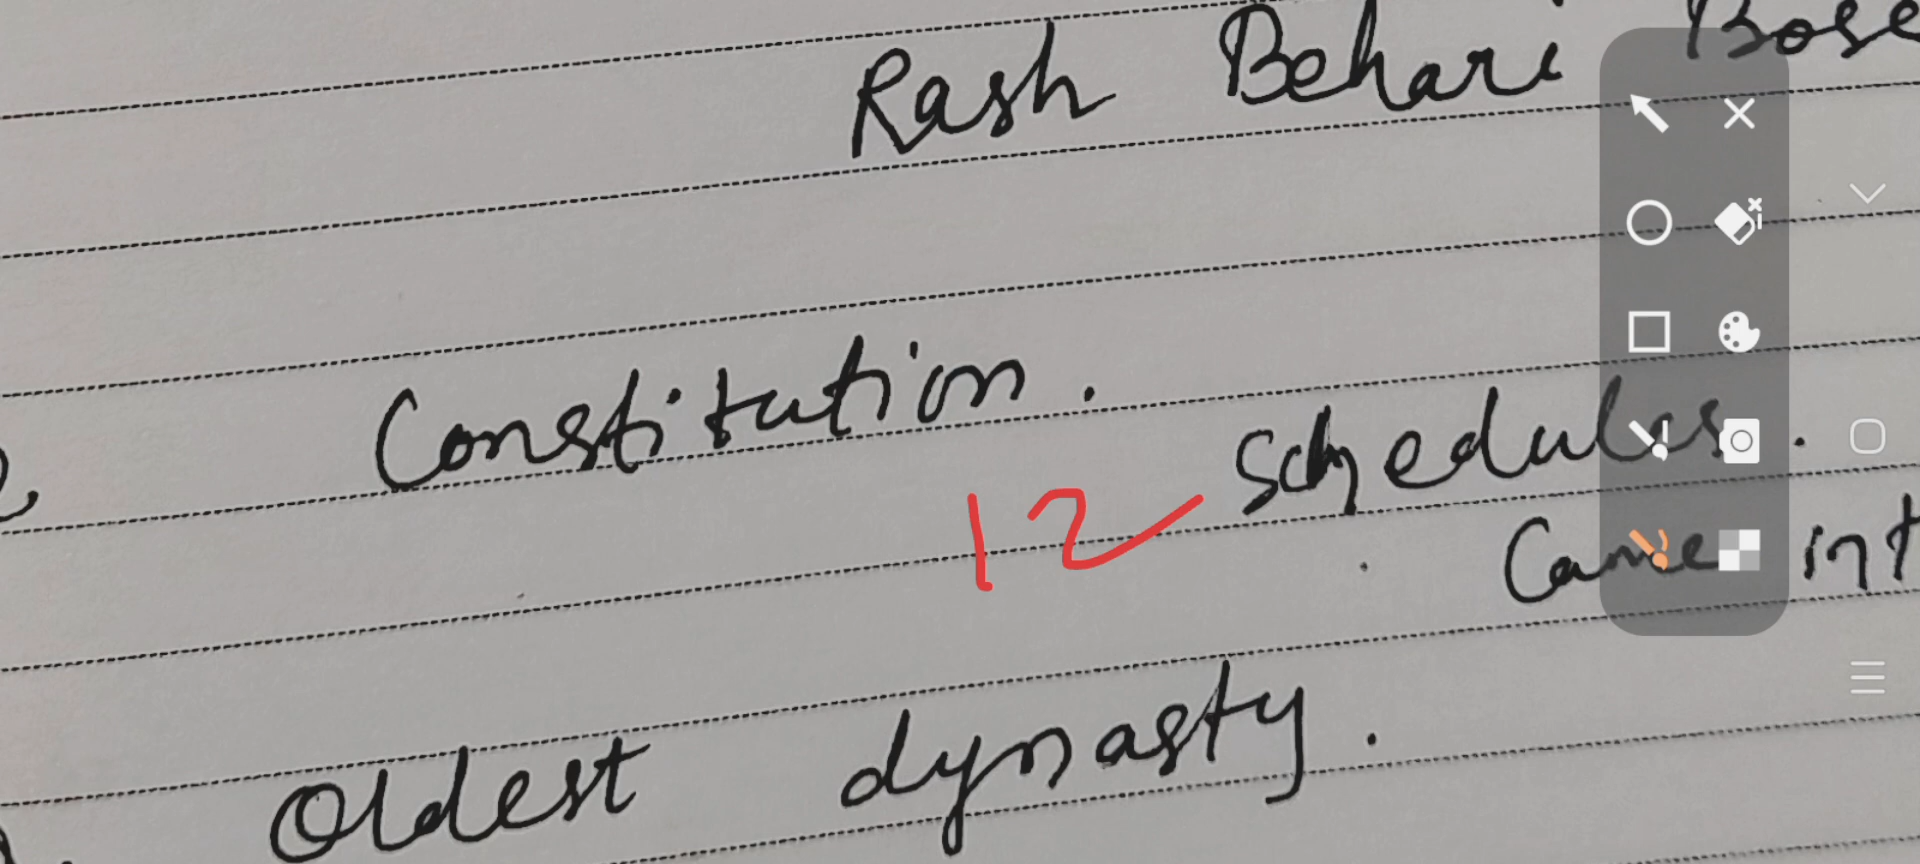 Rash Behari Bose
Constitution.
12 Schedules.
Came int
Oldest dynasty.